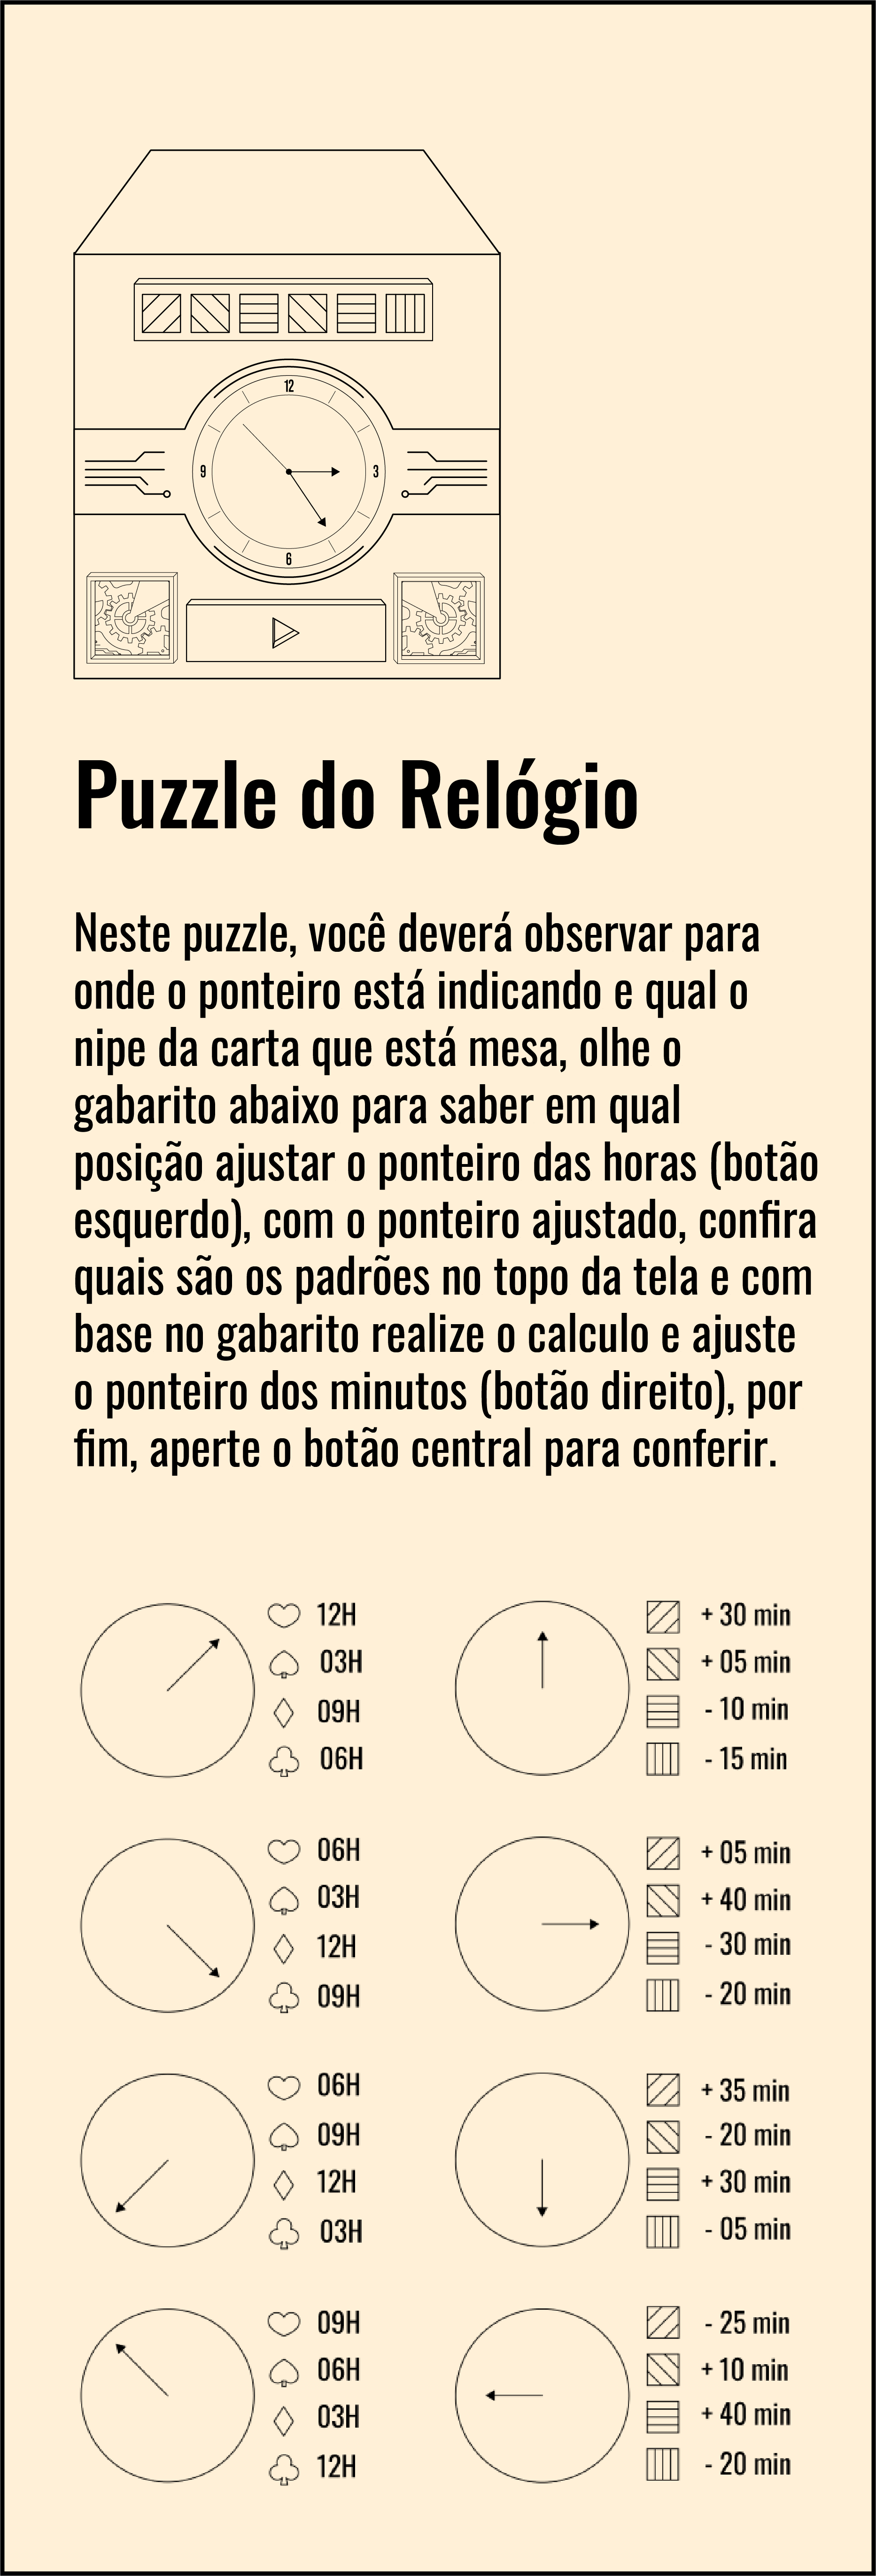 12
9
3
6
Puzzle do Relógio
Neste puzzle, você deverá observar para
onde o ponteiro está indicando e qual o
nipe da carta que está mesa, olhe o
gabarito abaixo para saber em qual
posição ajustar o ponteiro das horas (botão
esquerdo), com o ponteiro ajustado, confira
quais são os padrões no topo da tela e com
base no gabarito realize o calculo e ajuste
o ponteiro dos minutos (botão direito), por
fim, aperte o botão central para conferir.
12H
03H
09H
06H
+ 30 min
+ 05 min
- 10 min
- 15 min
06H
03H
12H
09H
+ 05 min
+ 40 min
- 30 min
- 20 min
06H
09H
12H
03H
+ 35 min
- 20 min
+ 30 min
- 05 min
09H
06H
03H
12H
- 25 min
+ 10 min
+ 40 min
- 20 min